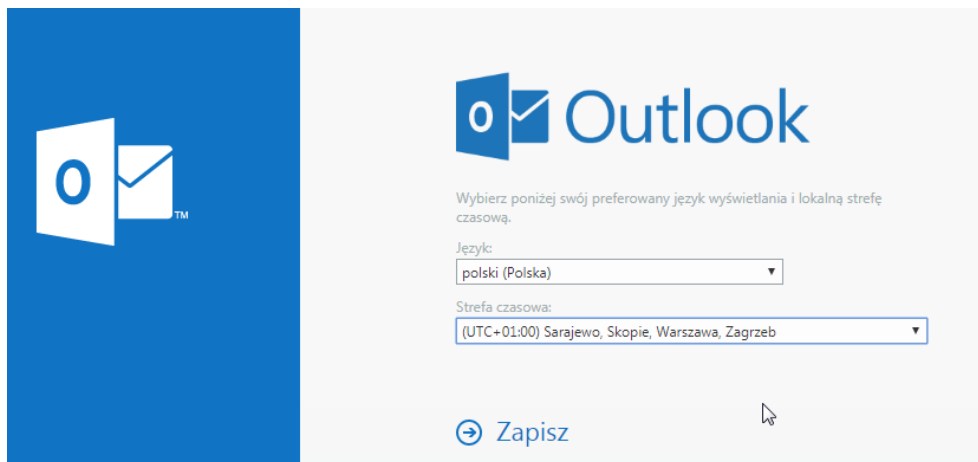 O
TM
O Outlook
Wybierz poniżej swój preferowany język wyświetlania i lokalną strefę
czasową.
Język:
polski (Polska)
Strefa czasowa:
(UTC+01:00) Sarajewo, Skopie, Warszawa, Zagrzeb
Zapisz